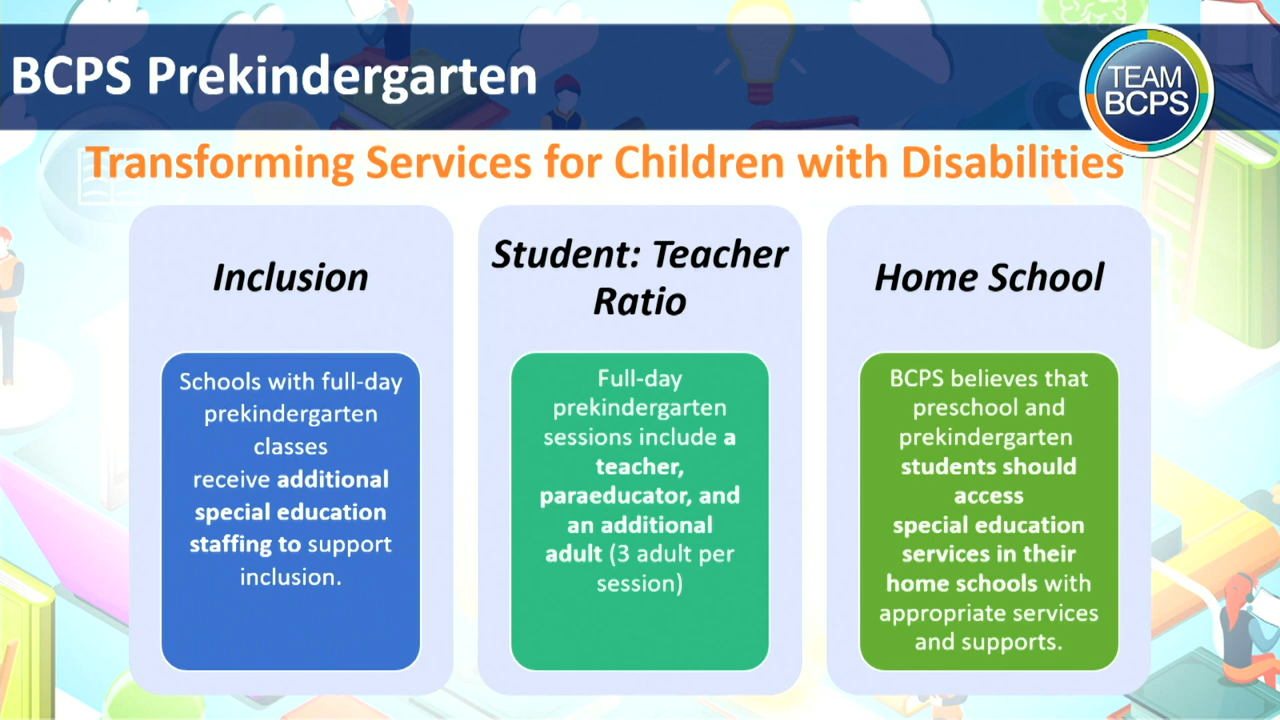 BCPS Prekindergarten
TEAM
BCPS
Transforming Services for Children with Disabilities
Inclusion
Schools with full-day
prekindergarten
classes
receive additional
special education
staffing to support
inclusion.
Student: Teacher
Ratio
Full-day
prekindergarten
sessions include a
teacher,
paraeducator, and
an additional
adult (3 adult per
session)
Home School
BCPS believes that
preschool and
prekindergarten
students should
access
special education
services in their
home schools with
appropriate services
and supports.